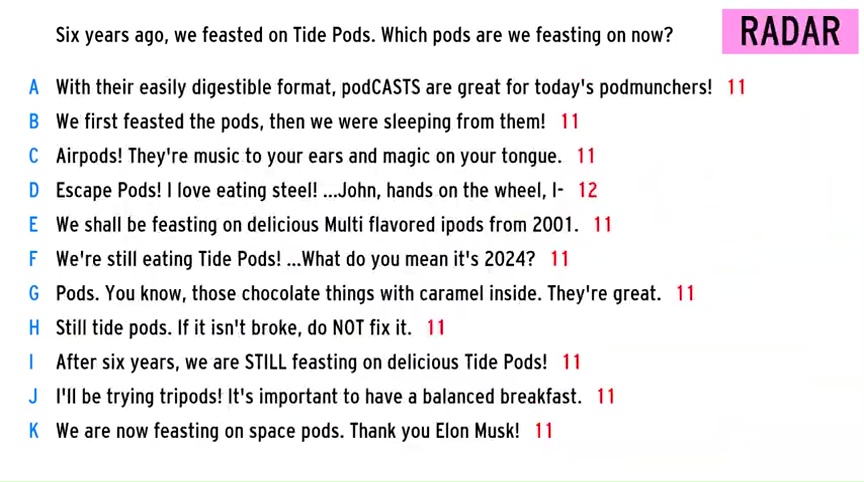 Six years ago, we feasted on Tide Pods. Which pods are we feasting on now?
RADAR
A With their easily digestible format, podCASTS are great for today's podmunchers! 11
B We first feasted the pods, then we were sleeping from them! 11
C Airpods! They're music to your ears and magic on your tongue. 11
D Escape Pods! I love eating steel! ...John, hands on the wheel, I- 12
E We shall be feasting on delicious Multi flavored ipods from 2001. 11
F We're still eating Tide Pods! ...What do you mean it's 2024? 11
G Pods. You know, those chocolate things with caramel inside. They're great. 11
H Still tide pods. If it isn't broke, do NOT fix it. 11
I After six years, we are STILL feasting on delicious Tide Pods! 11
J I'll be trying tripods! It's important to have a balanced breakfast. 11
K We are now feasting on space pods. Thank you Elon Musk! 11